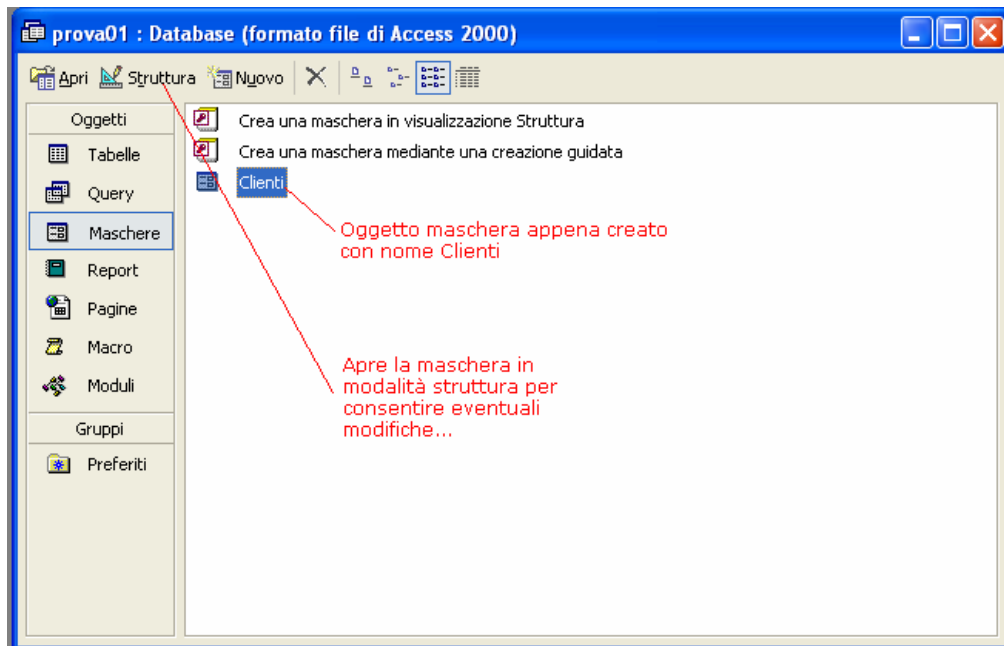 prova01 : Database (formato file di Access 2000)
Apri Struttura Nuovo
Oggetti
Tabelle
Query
Maschere
Report
Pagine
Macro
Moduli
Gruppi
Preferiti
Crea una maschera in visualizzazione Struttura
Crea una maschera mediante una creazione guidata
Clienti
Oggetto maschera appena creato
con nome Clienti
Apre la maschera in
modalità struttura per
consentire eventuali
modifiche...